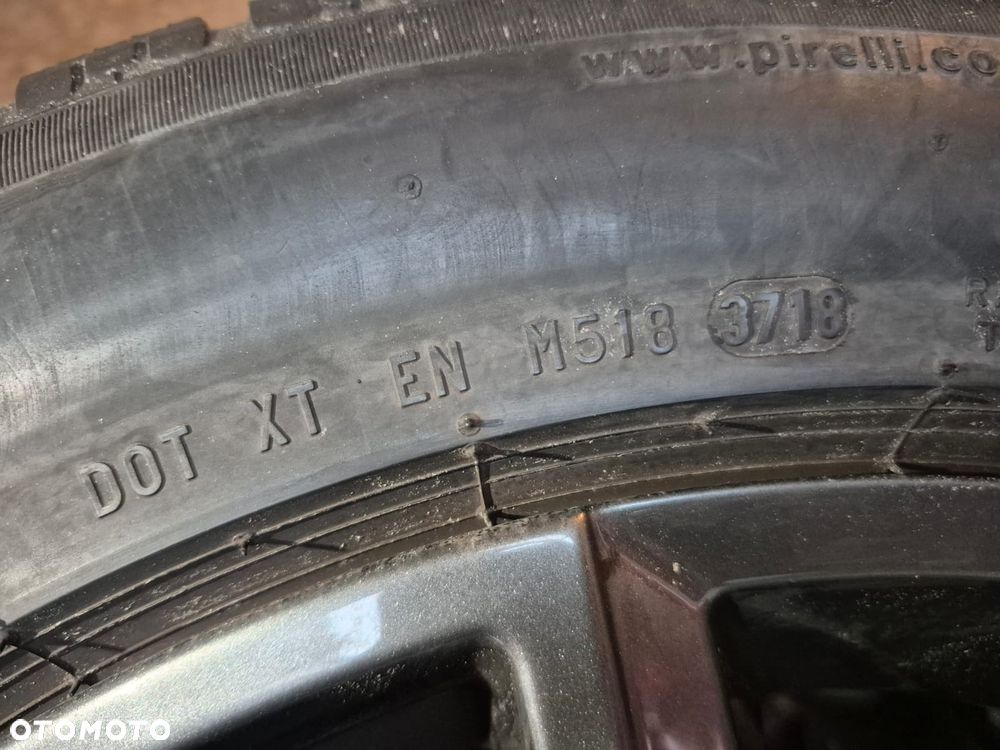 www.pirelli.co
DOT XT EN M518 3718
OTOMOTO